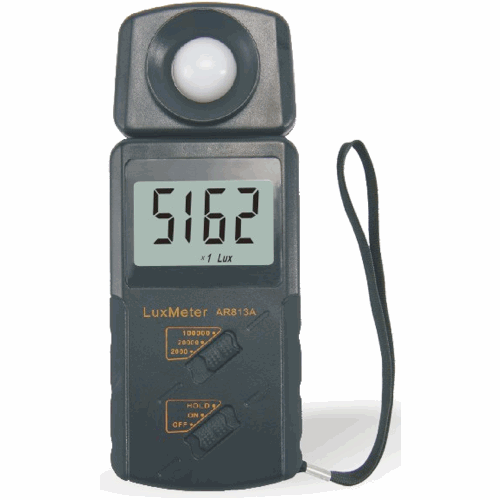 5162
×1 Lux
LuxMeter AR813A
100000
20000
2000
HOLD
ON
OFF